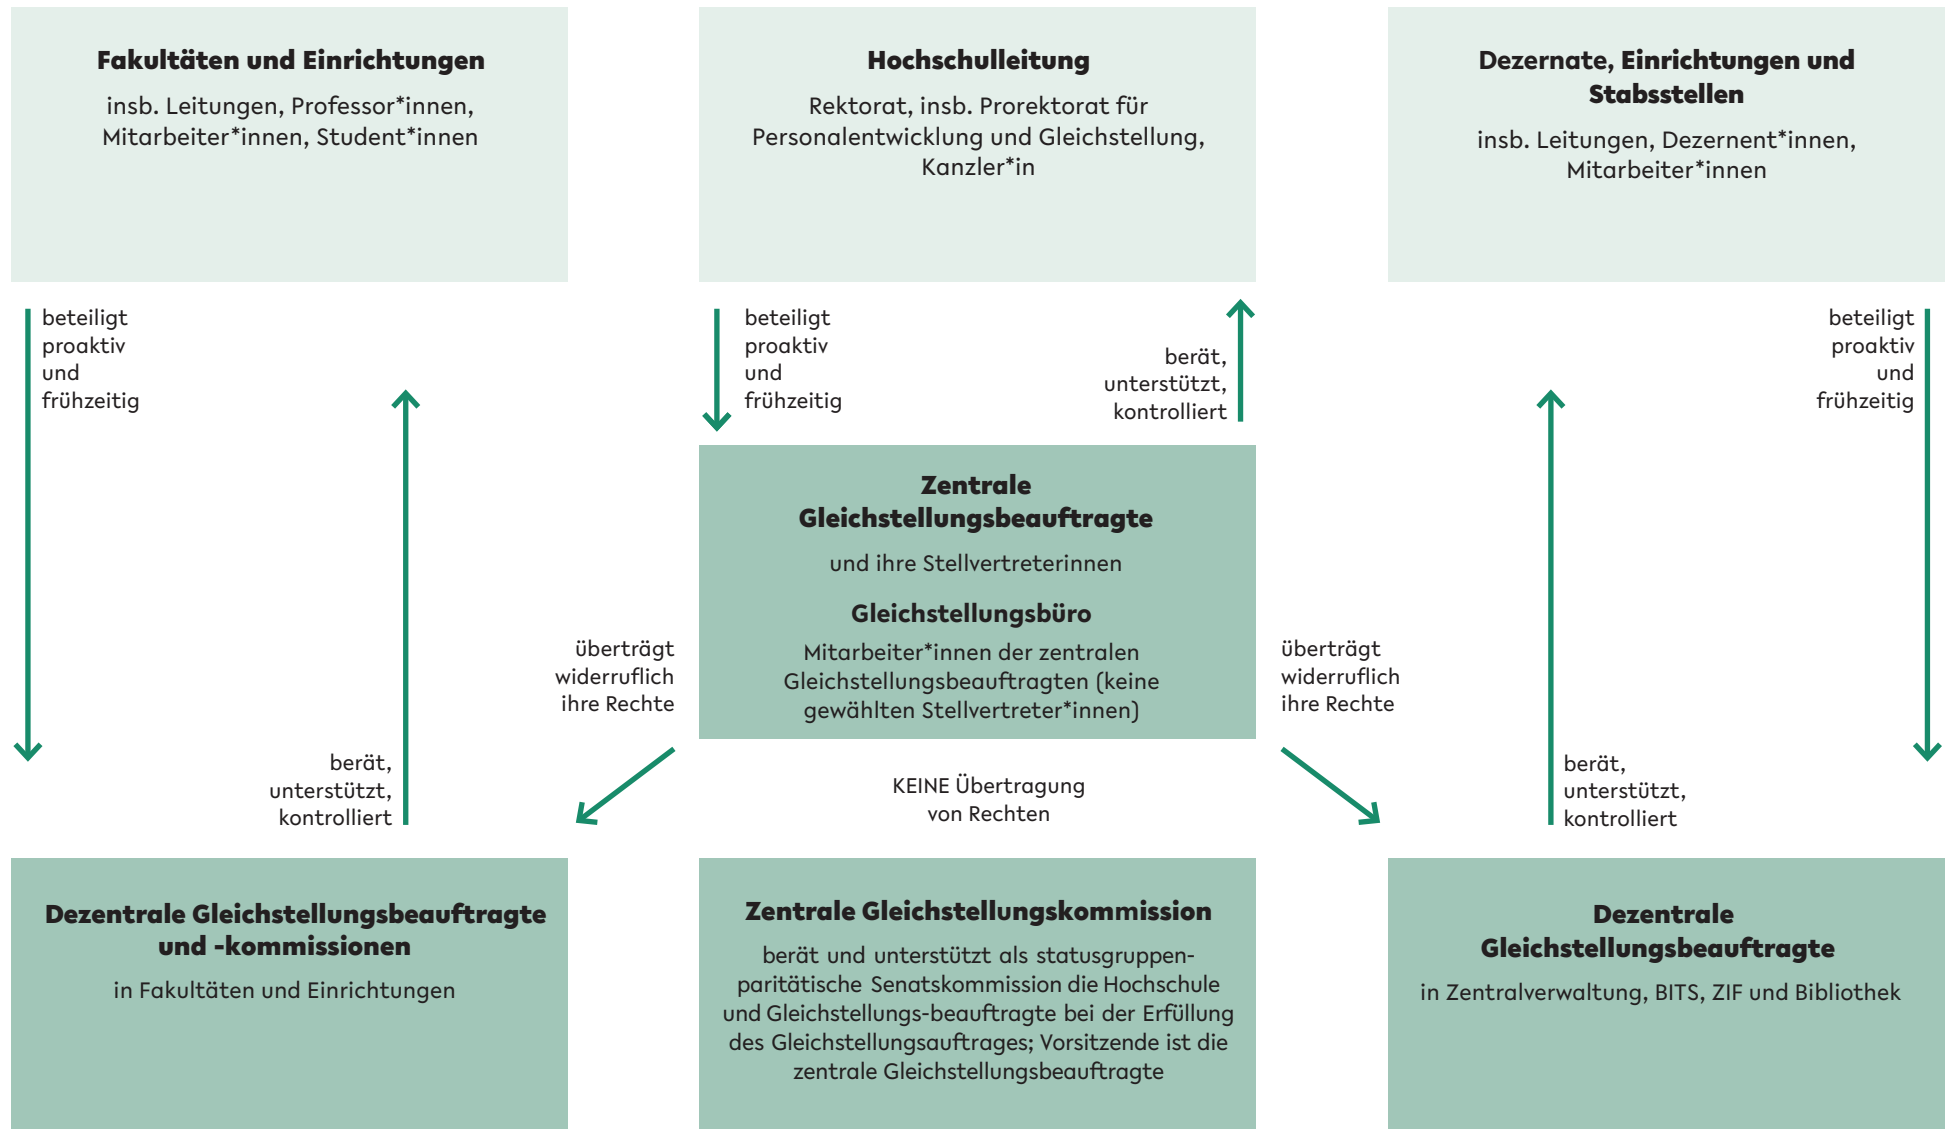 Fakultäten und Einrichtungen
insb. Leitungen, Professor*innen,
Mitarbeiter*innen, Student*innen
Hochschulleitung
Rektorat, insb. Prorektorat für
Personalentwicklung und Gleichstellung,
Kanzler*in
Dezernate, Einrichtungen und
Stabsstellen
insb. Leitungen, Dezernent*innen,
Mitarbeiter*innen
beteiligt
proaktiv
und
frühzeitig
beteiligt
proaktiv
und
frühzeitig
berät,
unterstützt,
kontrolliert
beteiligt
proaktiv
und
frühzeitig
Zentrale
Gleichstellungsbeauftragte
und ihre Stellvertreterinnen
Gleichstellungsbüro
Mitarbeiter*innen der zentralen
Gleichstellungsbeauftragten (keine
gewählten Stellvertreter*innen)
überträgt
widerruflich
ihre Rechte
überträgt
widerruflich
ihre Rechte
berät,
unterstützt,
kontrolliert
KEINE Übertragung
von Rechten
berät,
unterstützt,
kontrolliert
Dezentrale Gleichstellungsbeauftragte
und -kommissionen
in Fakultäten und Einrichtungen
Zentrale Gleichstellungskommission
berät und unterstützt als statusgruppen-
paritätische Senatskommission die Hochschule
und Gleichstellungs-beauftragte bei der Erfüllung
des Gleichstellungsauftrages; Vorsitzende ist die
zentrale Gleichstellungsbeauftragte
Dezentrale
Gleichstellungsbeauftragte
in Zentralverwaltung, BITS, ZIF und Bibliothek